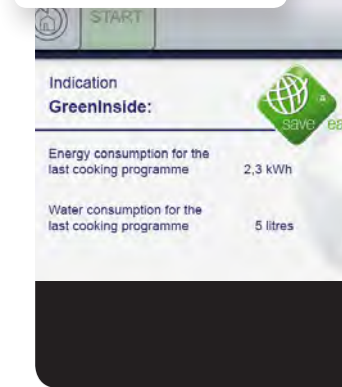 START
Indication
GreenInside:
save ea
Energy consumption for the
last cooking programme 2,3 kWh
Water consumption for the
last cooking programme 5 litres